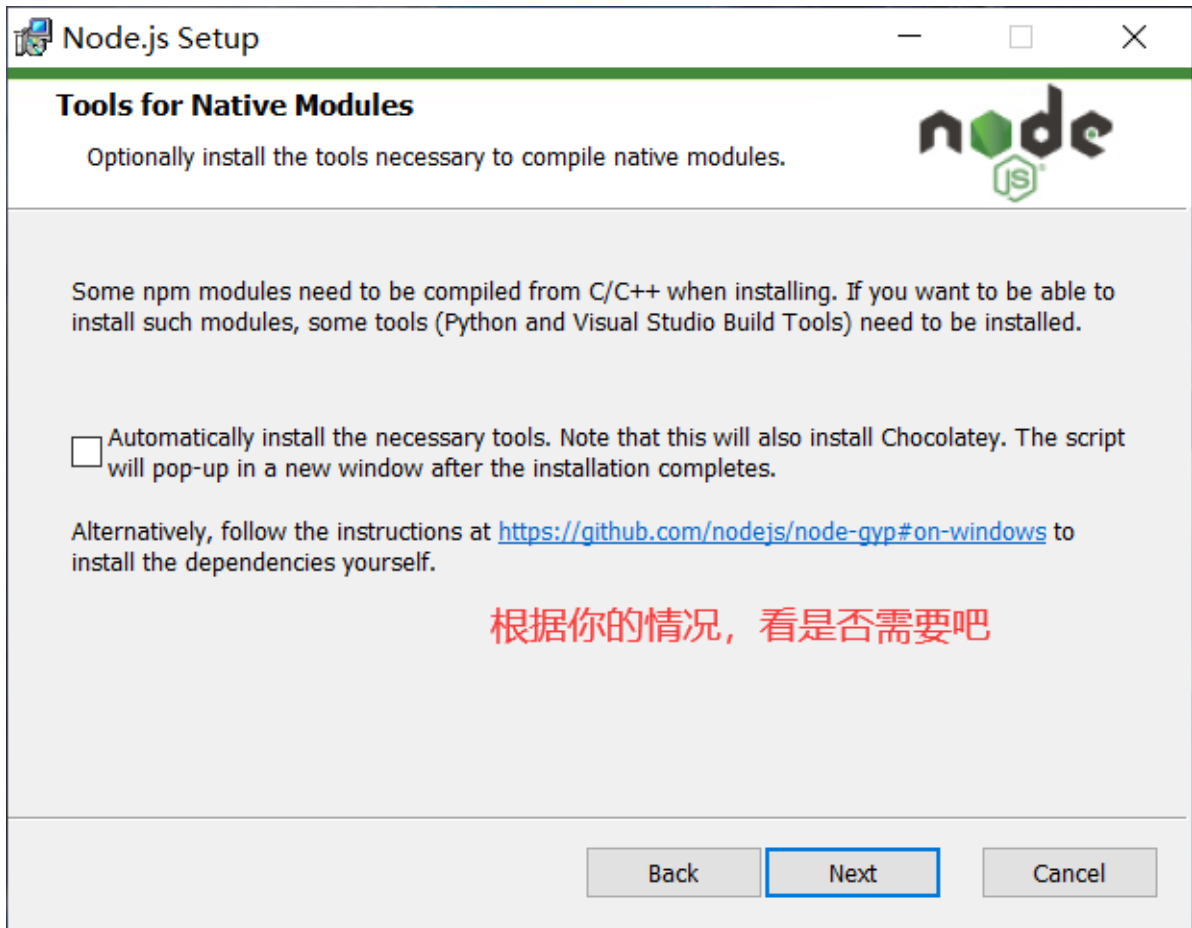 Node.js Setup
Tools for Native Modules
Optionally install the tools necessary to compile native modules.
node
JS
Some npm modules need to be compiled from C/C++ when installing. If you want to be able to
install such modules, some tools (Python and Visual Studio Build Tools) need to be installed.
Automatically install the necessary tools. Note that this will also install Chocolatey. The script
will pop-up in a new window after the installation completes.
Alternatively, follow the instructions at https://github.com/nodejs/node-gyp#on-windows to
install the dependencies yourself.
根据你的情况，看是否需要吧
Back
Next
Cancel